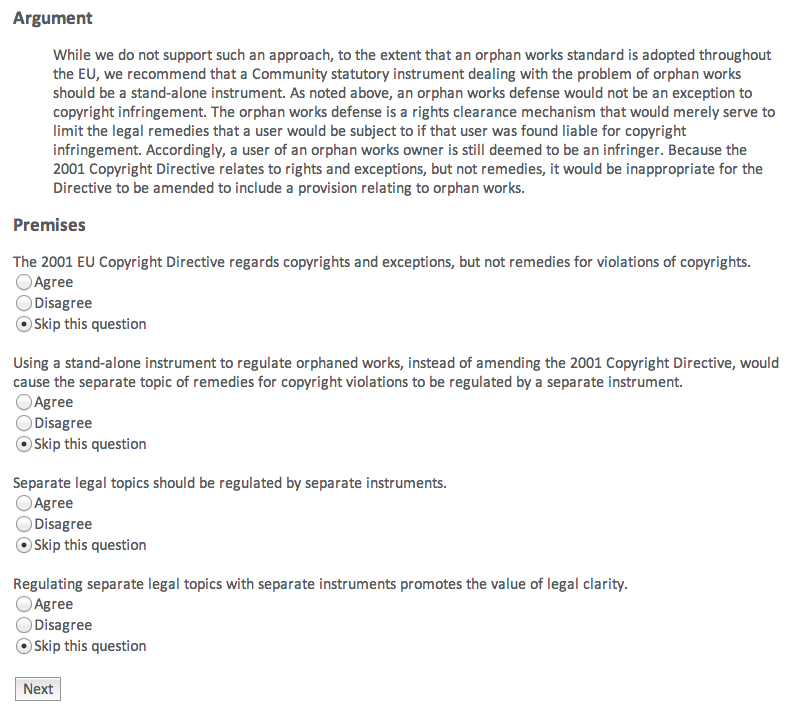 Argument
While we do not support such an approach, to the extent that an orphan works standard is adopted throughout
the EU, we recommend that a Community statutory instrument dealing with the problem of orphan works
should be a stand-alone instrument. As noted above, an orphan works defense would not be an exception to
copyright infringement. The orphan works defense is a rights clearance mechanism that would merely serve to
limit the legal remedies that a user would be subject to if that user was found liable for copyright
infringement. Accordingly, a user of an orphan works owner is still deemed to be an infringer. Because the
2001 Copyright Directive relates to rights and exceptions, but not remedies, it would be inappropriate for the
Directive to be amended to include a provision relating to orphan works.
Premises
The 2001 EU Copyright Directive regards copyrights and exceptions, but not remedies for violations of copyrights.
Agree
Disagree
Skip this question
Using a stand-alone instrument to regulate orphaned works, instead of amending the 2001 Copyright Directive, would
cause the separate topic of remedies for copyright violations to be regulated by a separate instrument.
Agree
Disagree
Skip this question
Separate legal topics should be regulated by separate instruments.
Agree
Disagree
Skip this question
Regulating separate legal topics with separate instruments promotes the value of legal clarity.
Agree
Disagree
Skip this question
Next